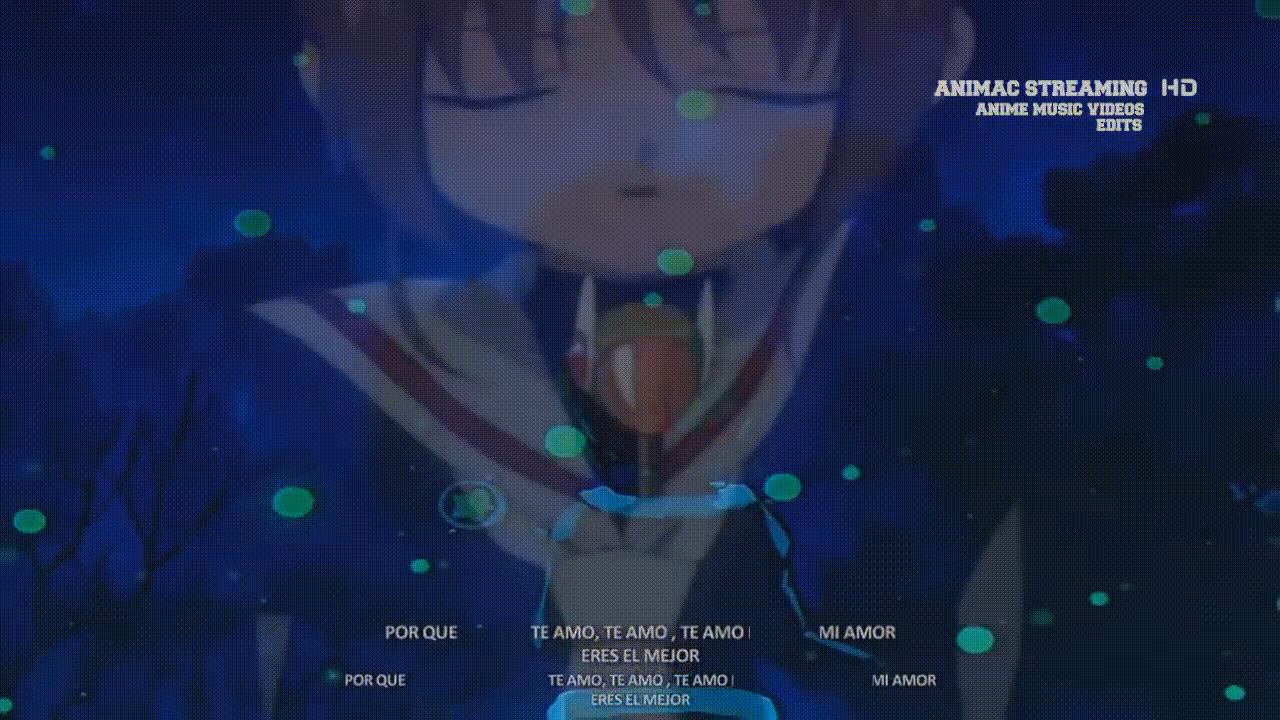 ANIMAC STREAMING HD
ANIME MUSIC VIDEOS
EDITS
POR QUE TE AMO, TE AMO , TE AMO MI AMOR
ERES EL MEJOR
POR QUE TE AMO, TE AMO , TE AMO MI AMOR
ERES EL MEJOR